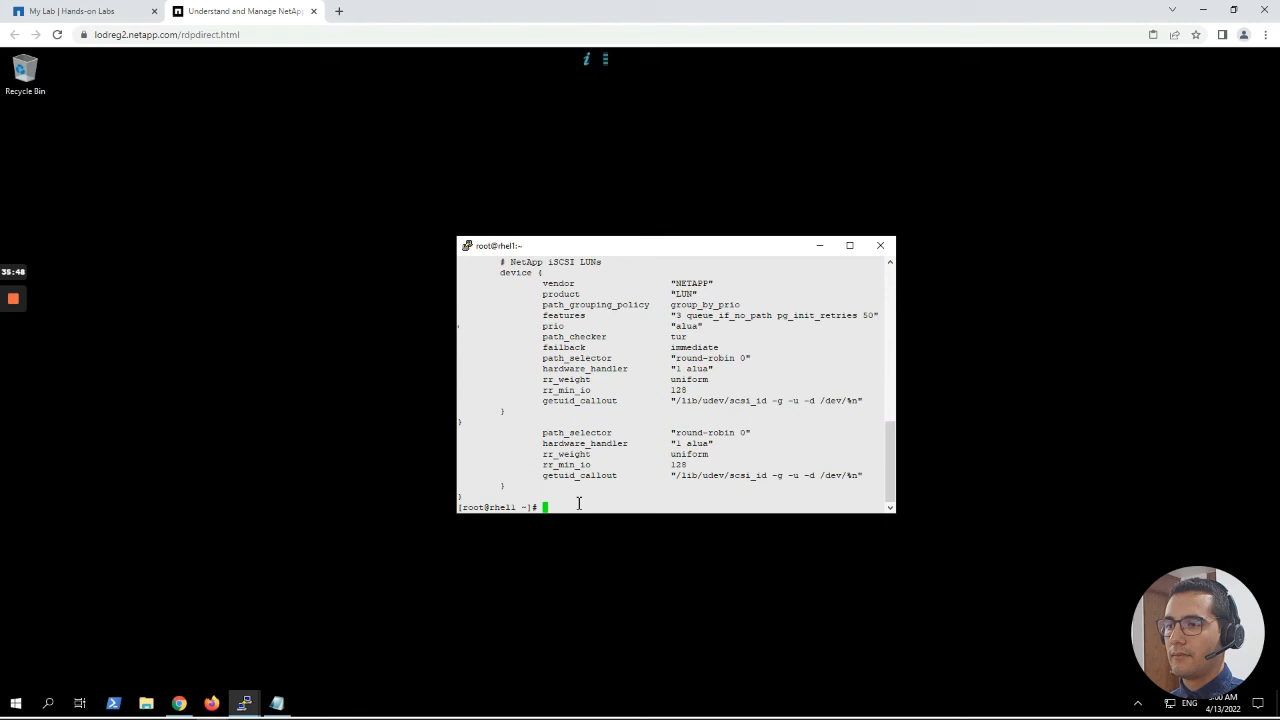 My Lab | Hands-on Labs
Understand and Manage NetApp
lodreg2.netapp.com/rdpdirect.html
Recycle Bin
35:48
root@rhel1:~
# NetApp iSCSI LUNs
device {
vendor "NETAPP"
product "LUN"
path_grouping_policy group_by_prio
features "3 queue_if_no_path pg_init_retries 50"
prio "alua"
path_checker tur
failback immediate
path_selector "round-robin 0"
hardware_handler "1 alua"
rr_weight uniform
rr_min_io 128
getuid_callout "/lib/udev/scsi_id -g -u -d /dev/%n"
}
}
path_selector "round-robin 0"
hardware_handler "1 alua"
rr_weight uniform
rr_min_io 128
getuid_callout "/lib/udev/scsi_id -g -u -d /dev/%n"
}
}
[root@rhel1 ~]#
ENG
4/13/2022